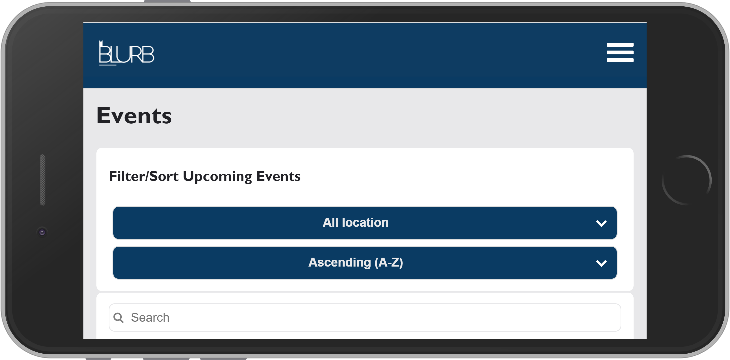 BLURB
Events
Filter/Sort Upcoming Events
All location
Ascending (A-Z)
Search